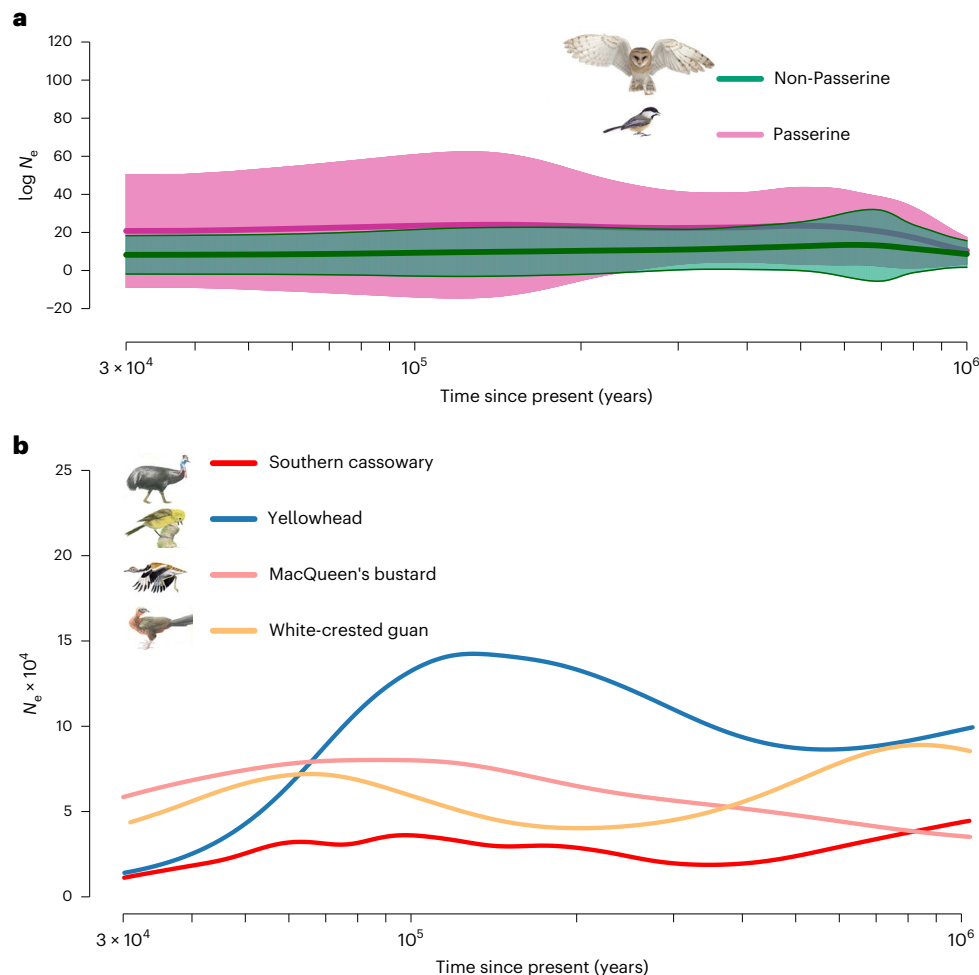 a
120
100
80
60
40
20
0
−20
log Ne
Non-Passerine
Passerine
3 × 10⁴
10⁵
10⁶
Time since present (years)
b
25
20
15
10
5
0
Ne × 10⁴
Southern cassowary
Yellowhead
MacQueen's bustard
White-crested guan
3 × 10⁴
10⁵
10⁶
Time since present (years)